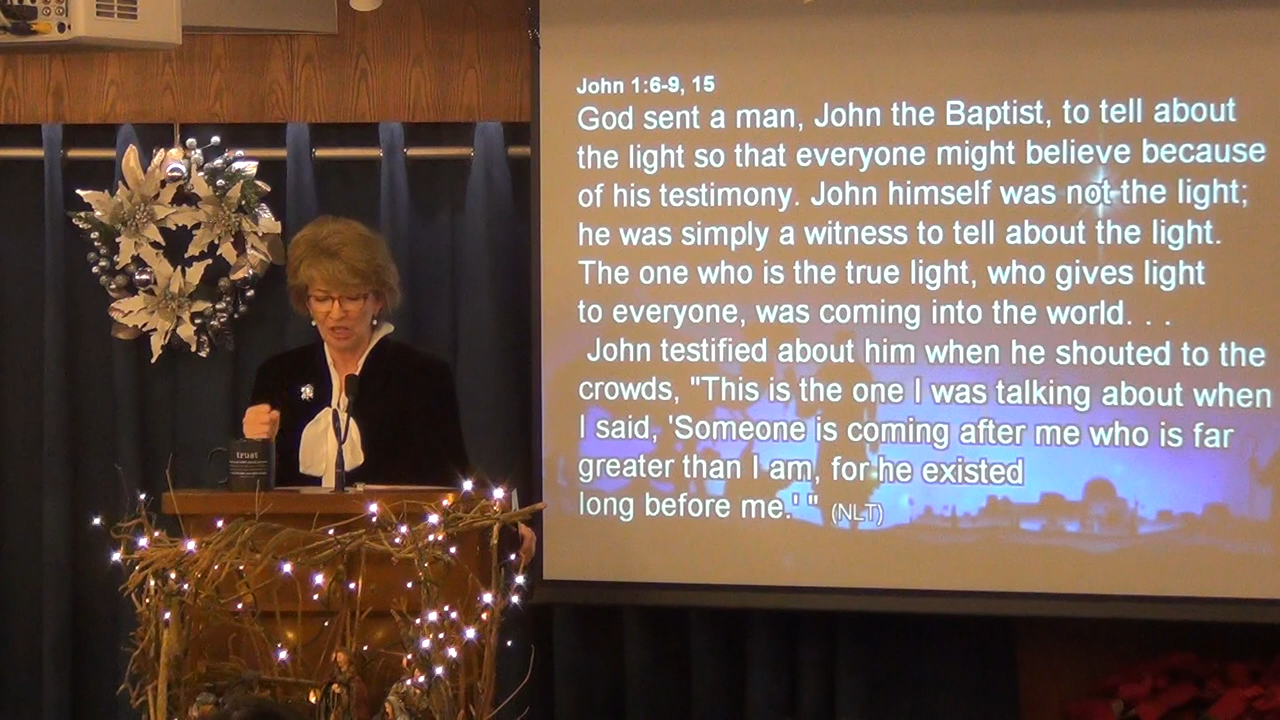 John 1:6-9, 15
God sent a man, John the Baptist, to tell about
the light so that everyone might believe because
of his testimony. John himself was not the light;
he was simply a witness to tell about the light.
The one who is the true light, who gives light
to everyone, was coming into the world. . .
John testified about him when he shouted to the
crowds, "This is the one I was talking about when
I said, 'Someone is coming after me who is far
greater than I am, for he existed
long before me.' " (NLT)
trust